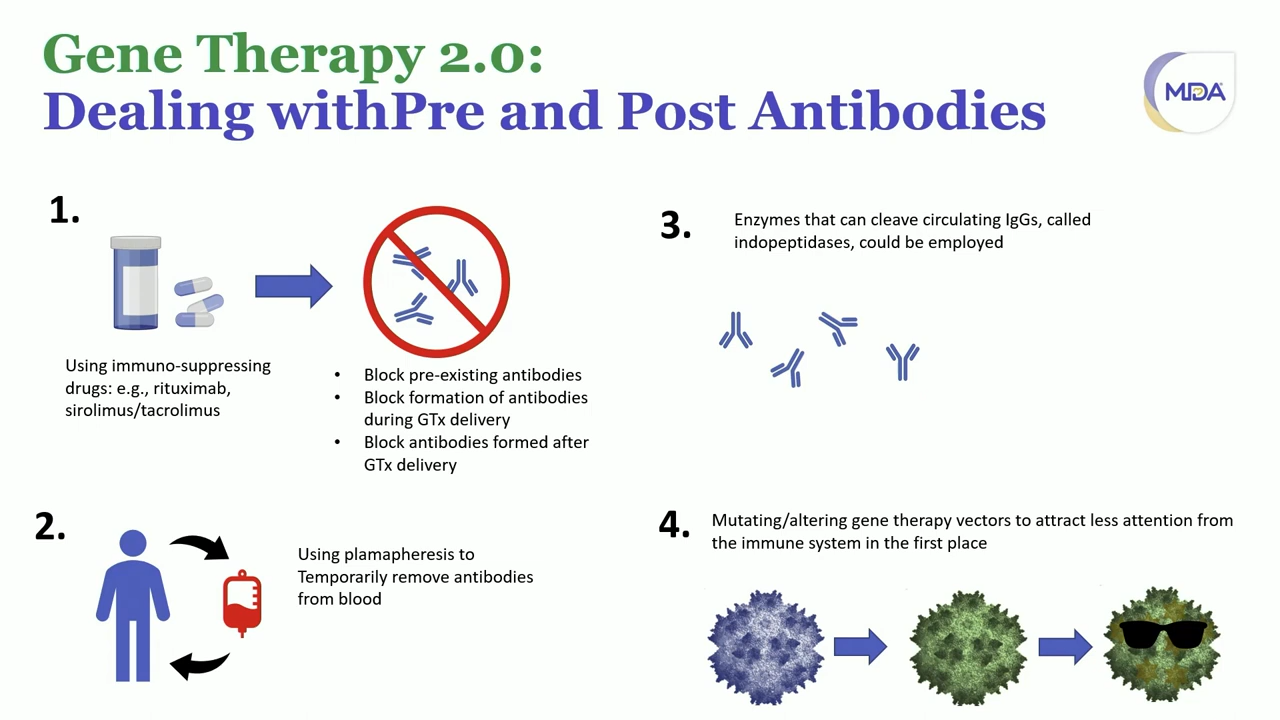 Gene Therapy 2.0:
Dealing withPre and Post Antibodies
MDA
1.
Using immuno-suppressing
drugs: e.g., rituximab,
sirolimus/tacrolimus
• Block pre-existing antibodies
• Block formation of antibodies
during GTx delivery
• Block antibodies formed after
GTx delivery
2.
Using plamapheresis to
Temporarily remove antibodies
from blood
3.
Enzymes that can cleave circulating IgGs, called
indopeptidases, could be employed
4.
Mutating/altering gene therapy vectors to attract less attention from
the immune system in the first place